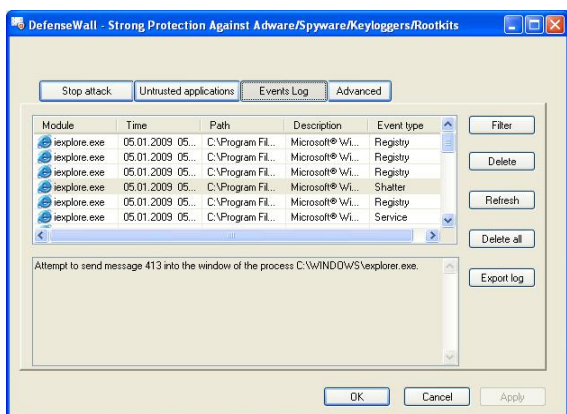 DefenseWall - Strong Protection Against Adware/Spyware/Keyloggers/Rootkits
Stop attack Untrusted applications Events Log Advanced
Module Time Path Description Event type Filter
iexplore.exe 05.01.2009 05... C:\Program Fil... Microsoft® Wi... Registry
iexplore.exe 05.01.2009 05... C:\Program Fil... Microsoft® Wi... Registry
Delete
iexplore.exe 05.01.2009 05... C:\Program Fil... Microsoft® Wi... Registry
iexplore.exe 05.01.2009 05... C:\Program Fil... Microsoft® Wi... Shatter
iexplore.exe 05.01.2009 05... C:\Program Fil... Microsoft® Wi... Registry
Refresh
iexplore.exe 05.01.2009 05... C:\Program Fil... Microsoft® Wi... Service
Delete all
Attempt to send message 413 into the window of the process C:\WINDOWS\explorer.exe.
Export log
OK Cancel Apply